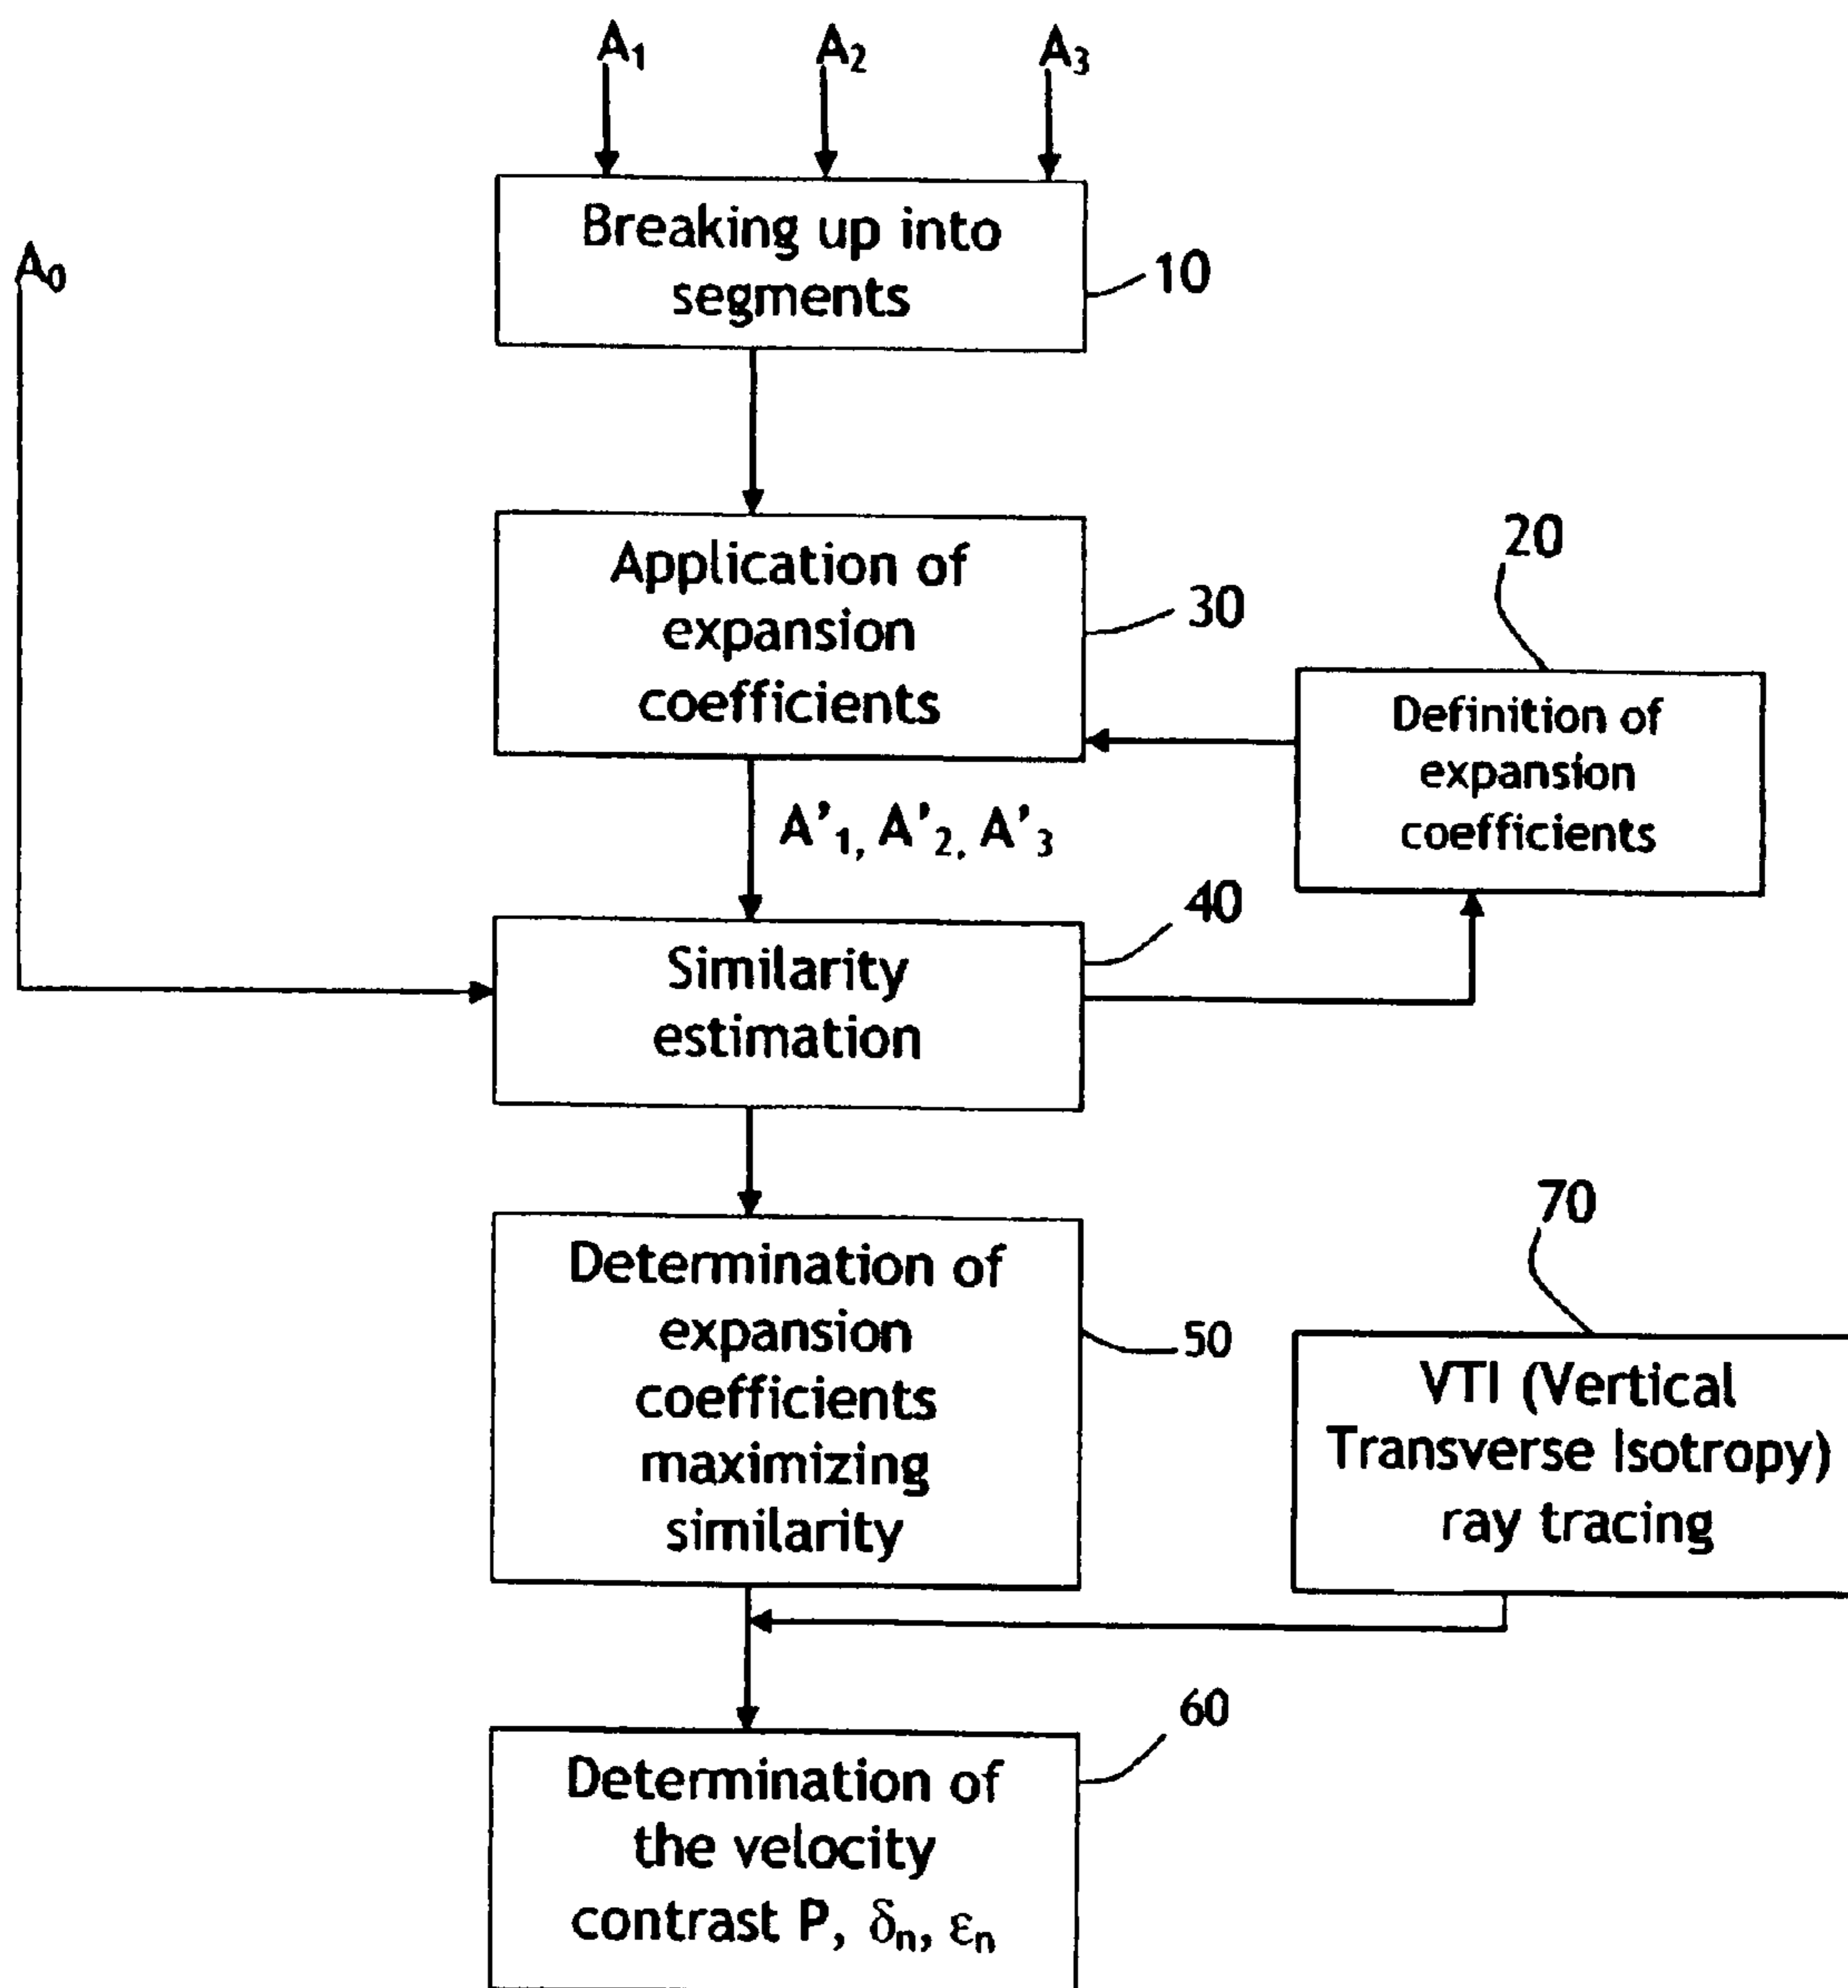 A₁ A₂ A₃
Breaking up into
segments
10
A₀
Application of
expansion
coefficients
30
20
Definition of
expansion
coefficients
A'₁, A'₂, A'₃
40
Similarity
estimation
Determination of
expansion
coefficients
maximizing
similarity
50
70
VTI (Vertical
Transverse Isotropy)
ray tracing
60
Determination of
the velocity
contrast P, δₙ, εₙ